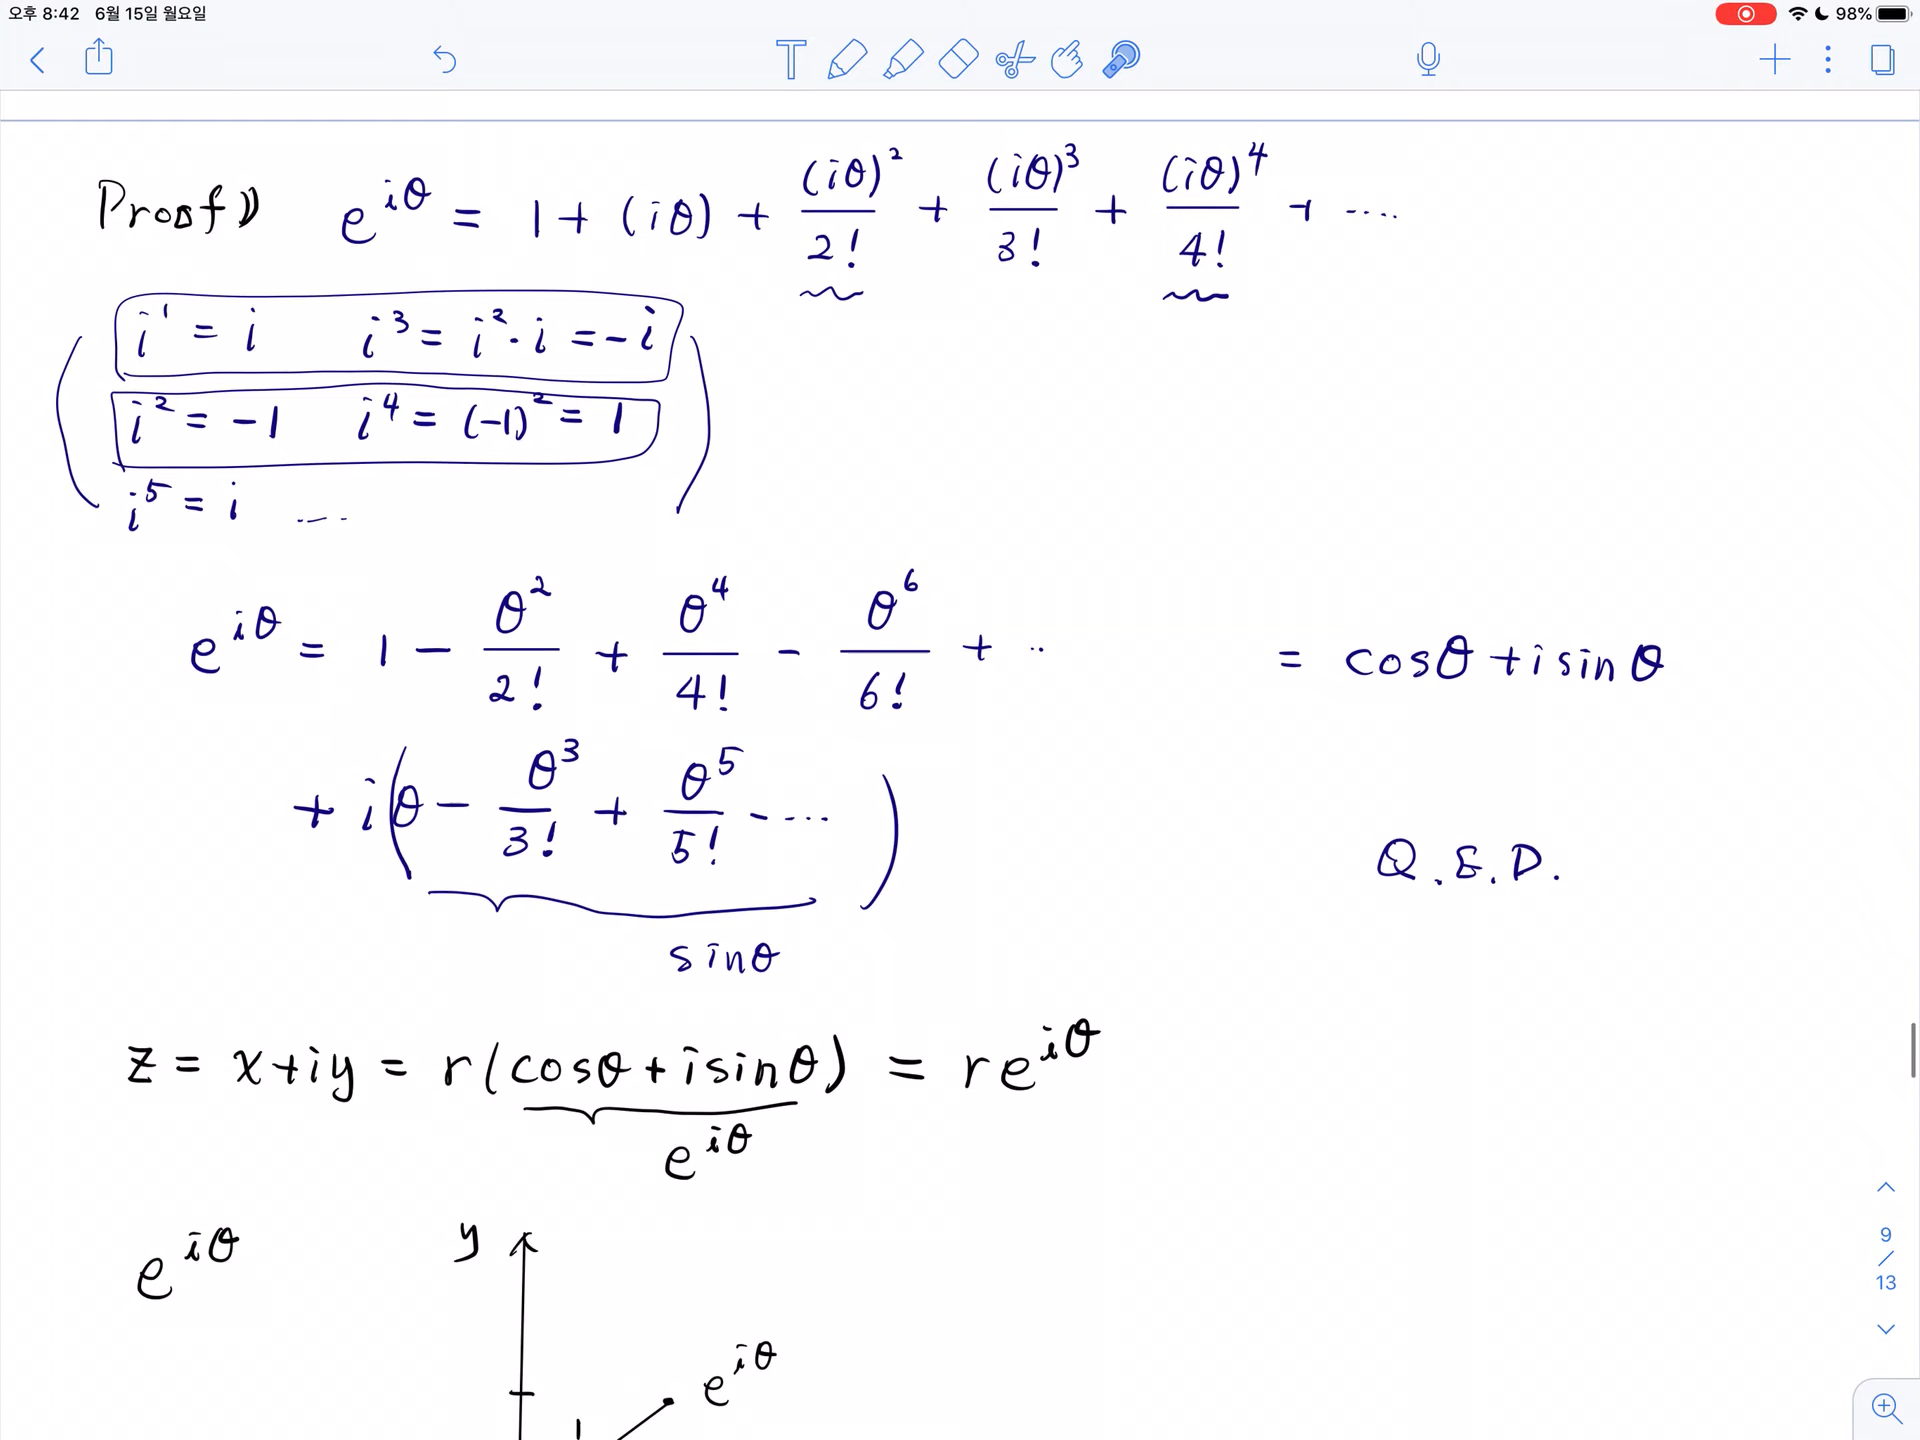 오후 8:42 6월 15일 월요일 98%
T
Proof) e^{iθ} = 1 + (iθ) + (iθ)^2/2! + (iθ)^3/3! + (iθ)^4/4! + ....
i^1 = i i^3 = i^2 · i = -i
i^2 = -1 i^4 = (-1)^2 = 1
i^5 = i ....
e^{iθ} = 1 - θ^2/2! + θ^4/4! - θ^6/6! + .. = cosθ + i sinθ
+ i(θ - θ^3/3! + θ^5/5! - ....)
Q.E.D.
sinθ
z = x+iy = r(cosθ + i sinθ) = re^{iθ}
e^{iθ}
e^{iθ} y
9
/
13
e^{iθ}
1